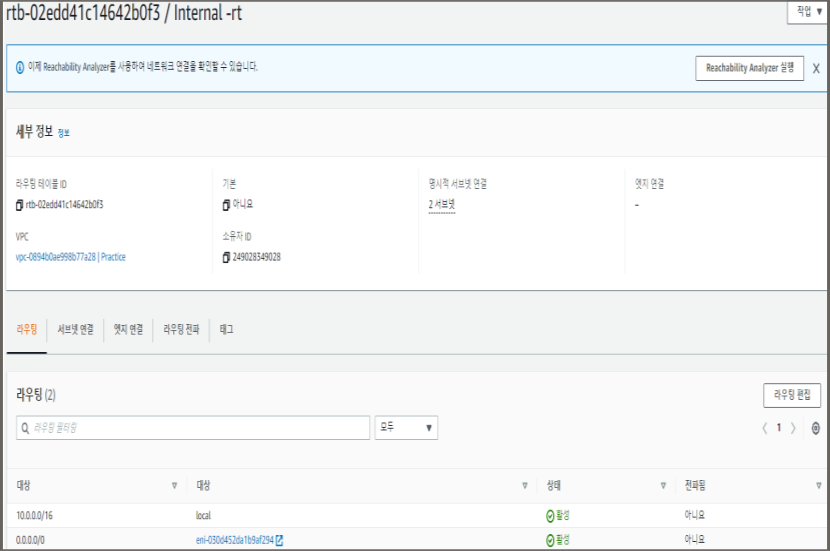 rtb-02edd41c14642b0f3 / Internal -rt
작업 ▼
이제 Reachability Analyzer를 사용하여 네트워크 연결을 확인할 수 있습니다.
Reachability Analyzer 실행
X
세부 정보 정보
라우팅 테이블 ID
rtb-02edd41c14642b0f3
기본
아니요
명시적 서브넷 연결
2 서브넷
엣지 연결
–
VPC
vpc-0894b0ae998b77a28 | Practice
소유자 ID
249028349028
라우팅 서브넷 연결 엣지 연결 라우팅 전파 태그
라우팅 (2)
라우팅 편집
라우팅 필터링
모두 ▼
1
대상 대상 상태 전파됨
10.0.0.0/16 local 활성 아니요
0.0.0.0/0 eni-030d452da1b9af294 활성 아니요